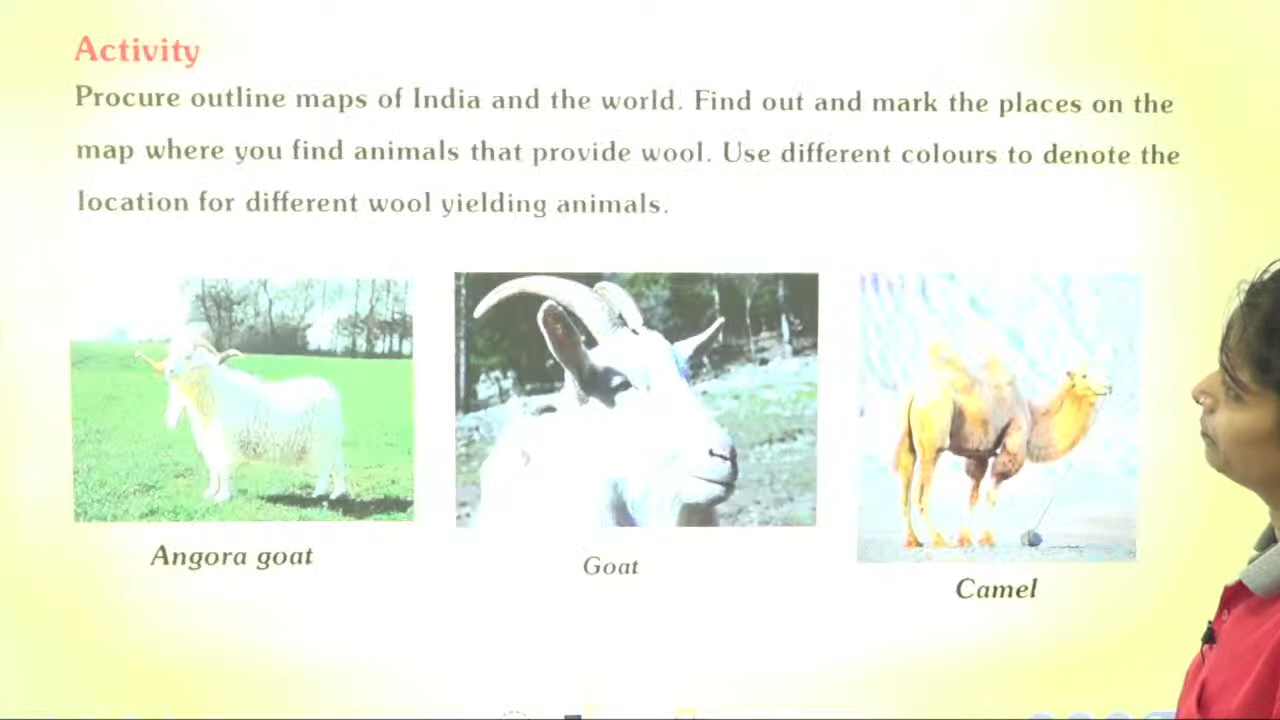 Activity
Procure outline maps of India and the world. Find out and mark the places on the
map where you find animals that provide wool. Use different colours to denote the
location for different wool yielding animals.
Angora goat
Goat
Camel